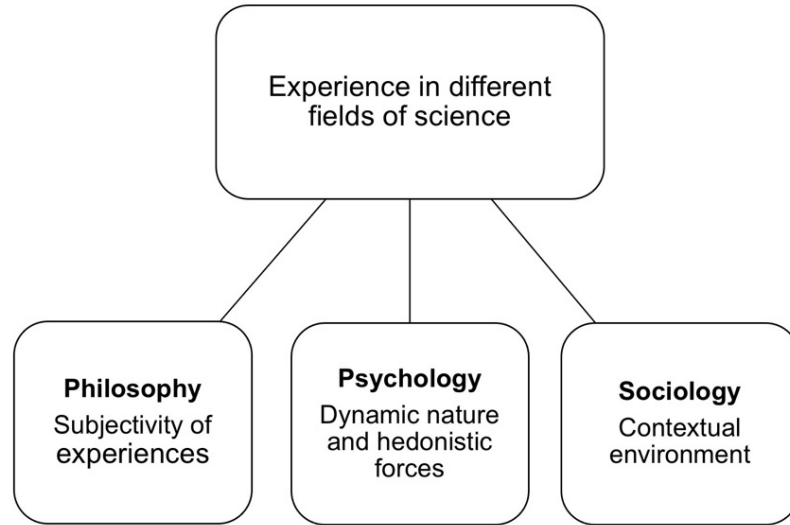 Experience in different
fields of science
Philosophy
Subjectivity of
experiences
Psychology
Dynamic nature
and hedonistic
forces
Sociology
Contextual
environment